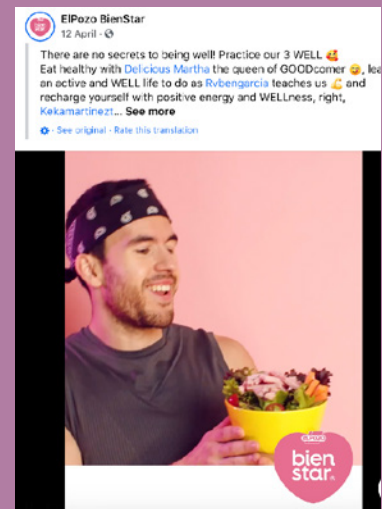 ElPozo BienStar
12 April
There are no secrets to being well! Practice our 3 WELL 🥰
Eat healthy with Delicious Martha the queen of GOODcomer 😋, lea
an active and WELL life to do as Rvbengarcia teaches us 💪 and
recharge yourself with positive energy and WELLness, right,
Kekamartinezt... See more
See original · Rate this translation
ELPOZO
bien
star®